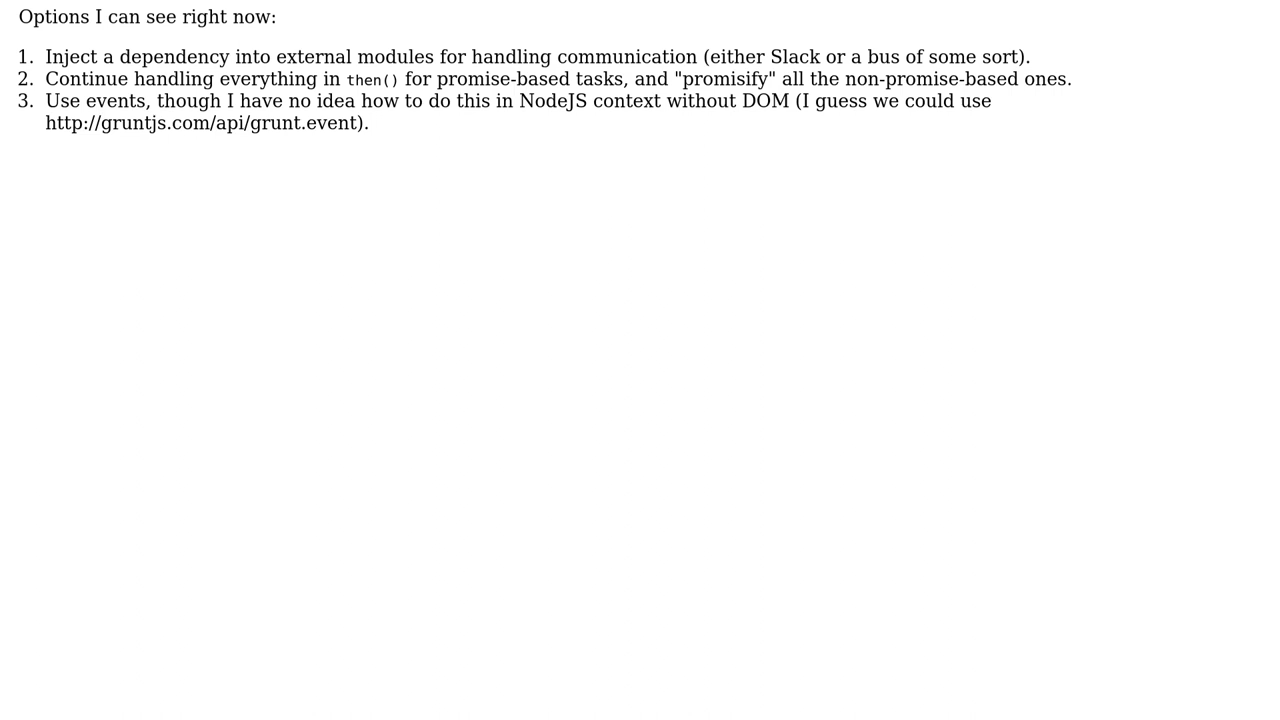 Options I can see right now:
1. Inject a dependency into external modules for handling communication (either Slack or a bus of some sort).
2. Continue handling everything in then() for promise-based tasks, and "promisify" all the non-promise-based ones.
3. Use events, though I have no idea how to do this in NodeJS context without DOM (I guess we could use
http://gruntjs.com/api/grunt.event).